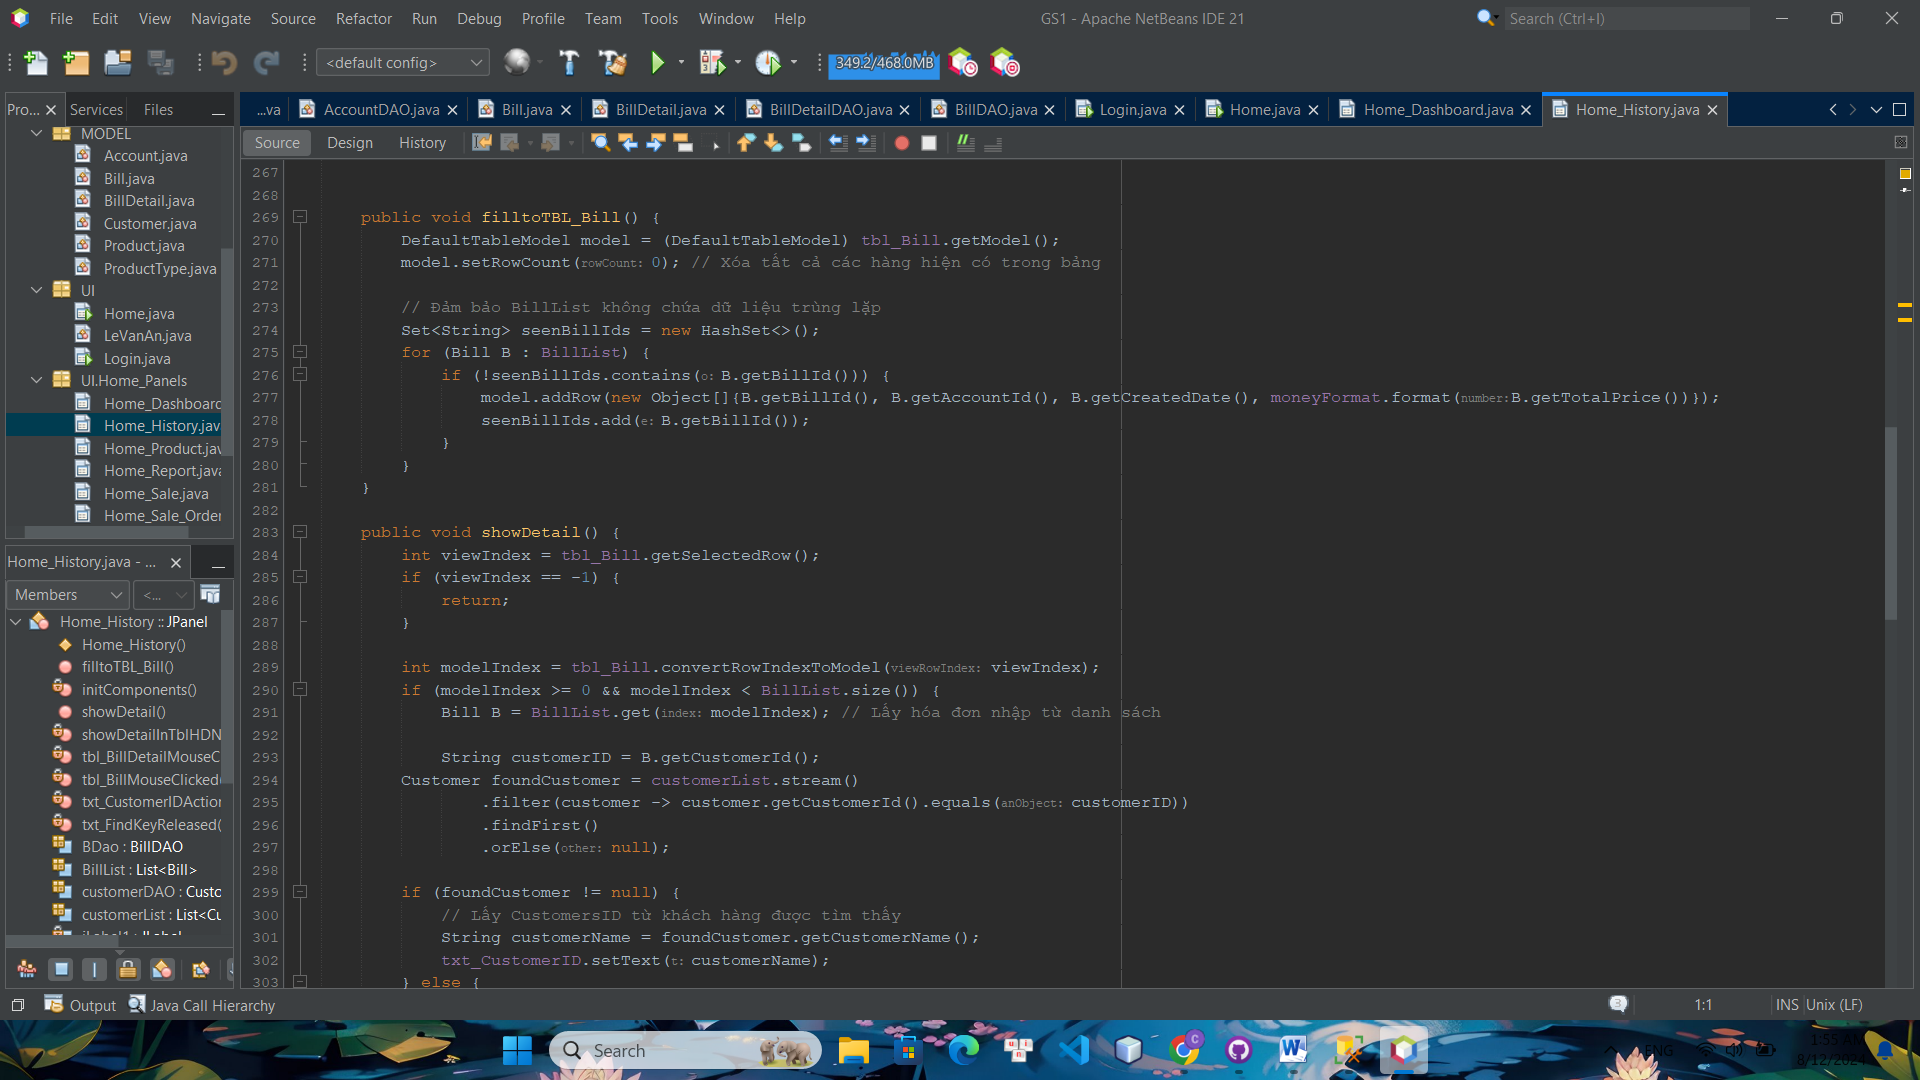 File Edit View Navigate Source Refactor Run Debug Profile Team Tools Window Help
GS1 - Apache NetBeans IDE 21
Search (Ctrl+I)
<default config>
349.2/468.0MB
Pro... Services Files
...va AccountDAO.java Bill.java BillDetail.java BillDetailDAO.java BillDAO.java Login.java Home.java Home_Dashboard.java Home_History.java
Source Design History
MODEL
Account.java
Bill.java
BillDetail.java
Customer.java
Product.java
ProductType.java
UI
Home.java
LeVanAn.java
Login.java
UI.Home_Panels
Home_Dashboard
Home_History.jav
Home_Product.jav
Home_Report.java
Home_Sale.java
Home_Sale_Order
Home_History.java - ...
Members <...
Home_History :: JPanel
Home_History()
filltoTBL_Bill()
initComponents()
showDetail()
showDetailInTblHDN
tbl_BillDetailMouseC
tbl_BillMouseClicked(
txt_CustomerIDAction
txt_FindKeyReleased(
BDao : BillDAO
BillList : List<Bill>
customerDAO : Custo
customerList : List<Cu
267
268
269 public void filltoTBL_Bill() {
270 DefaultTableModel model = (DefaultTableModel) tbl_Bill.getModel();
271 model.setRowCount(rowCount: 0); // Xóa tất cả các hàng hiện có trong bảng
272
273 // Đảm bảo BillList không chứa dữ liệu trùng lặp
274 Set<String> seenBillIds = new HashSet<>();
275 for (Bill B : BillList) {
276 if (!seenBillIds.contains(o: B.getBillId())) {
277 model.addRow(new Object[]{B.getBillId(), B.getAccountId(), B.getCreatedDate(), moneyFormat.format(number:B.getTotalPrice())});
278 seenBillIds.add(e: B.getBillId());
279 }
280 }
281 }
282
283 public void showDetail() {
284 int viewIndex = tbl_Bill.getSelectedRow();
285 if (viewIndex == -1) {
286 return;
287 }
288
289 int modelIndex = tbl_Bill.convertRowIndexToModel(viewRowIndex: viewIndex);
290 if (modelIndex >= 0 && modelIndex < BillList.size()) {
291 Bill B = BillList.get(index: modelIndex); // Lấy hóa đơn nhập từ danh sách
292
293 String customerID = B.getCustomerId();
294 Customer foundCustomer = customerList.stream()
295 .filter(customer -> customer.getCustomerId().equals(anObject: customerID))
296 .findFirst()
297 .orElse(other: null);
298
299 if (foundCustomer != null) {
300 // Lấy CustomersID từ khách hàng được tìm thấy
301 String customerName = foundCustomer.getCustomerName();
302 txt_CustomerID.setText(t: customerName);
303 } else {
Output Java Call Hierarchy
3 1:1 INS Unix (LF)
Search
ENG
1:55 AM
8/12/2024